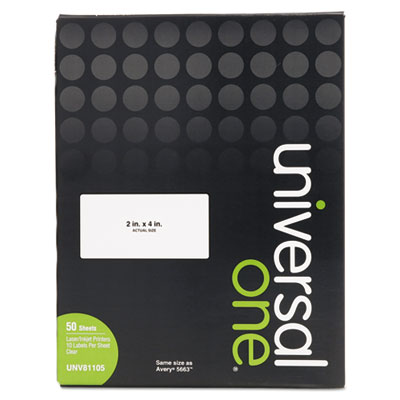 universal
one®
2 in. x 4 in.
ACTUAL SIZE
50 Sheets
Laser/Inkjet Printers
10 Labels Per Sheet
Clear
UNV81105
Same size as
Avery® 5663™